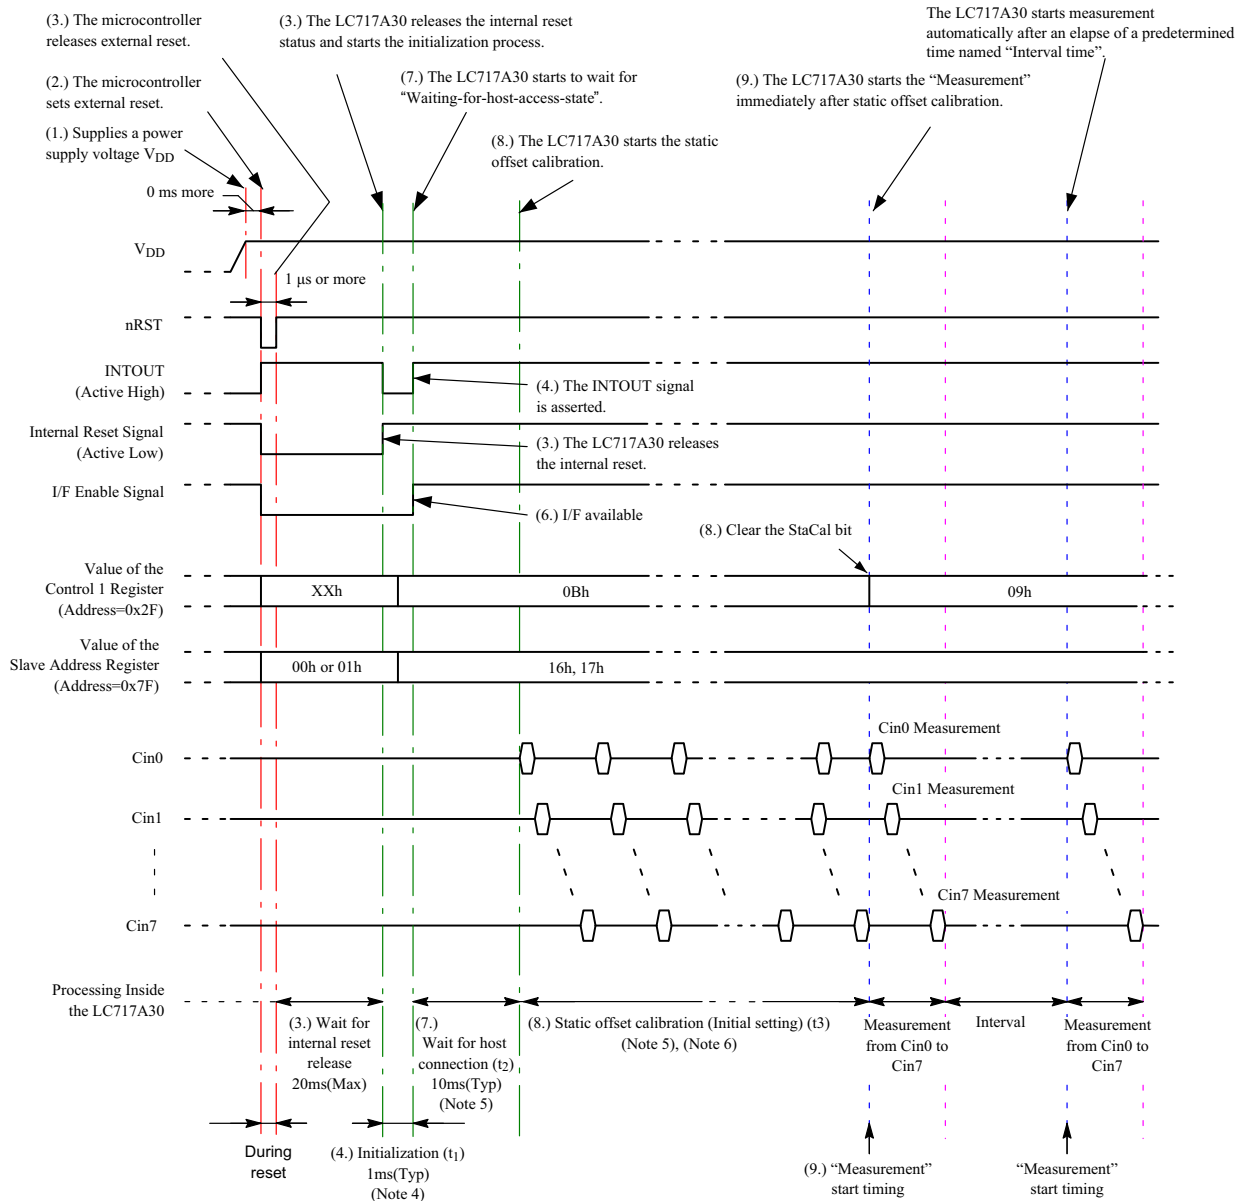 (3.) The microcontroller
releases external reset.
(3.) The LC717A30 releases the internal reset
status and starts the initialization process.
The LC717A30 starts measurement
automatically after an elapse of a predetermined
time named “Interval time”.
(2.) The microcontroller
sets external reset.
(7.) The LC717A30 starts to wait for
“Waiting-for-host-access-state”.
(9.) The LC717A30 starts the “Measurement”
immediately after static offset calibration.
(1.) Supplies a power
supply voltage VDD
(8.) The LC717A30 starts the static
offset calibration.
0 ms more
VDD
1 μs or more
nRST
INTOUT
(Active High)
(4.) The INTOUT signal
is asserted.
Internal Reset Signal
(Active Low)
(3.) The LC717A30 releases
the internal reset.
I/F Enable Signal
(6.) I/F available
(8.) Clear the StaCal bit
Value of the
Control 1 Register
(Address=0x2F)
XXh
0Bh
09h
Value of the
Slave Address Register
(Address=0x7F)
00h or 01h
16h, 17h
Cin0 Measurement
Cin0
Cin1 Measurement
Cin1
Cin7 Measurement
Cin7
Processing Inside
the LC717A30
(3.) Wait for
internal reset
release
20ms(Max)
(7.)
Wait for host
connection (t2)
10ms(Typ)
(Note 5)
(8.) Static offset calibration (Initial setting) (t3)
(Note 5), (Note 6)
Measurement
from Cin0 to
Cin7
Interval
Measurement
from Cin0 to
Cin7
During
reset
(4.) Initialization (t1)
1ms(Typ)
(Note 4)
(9.) “Measurement”
start timing
“Measurement”
start timing